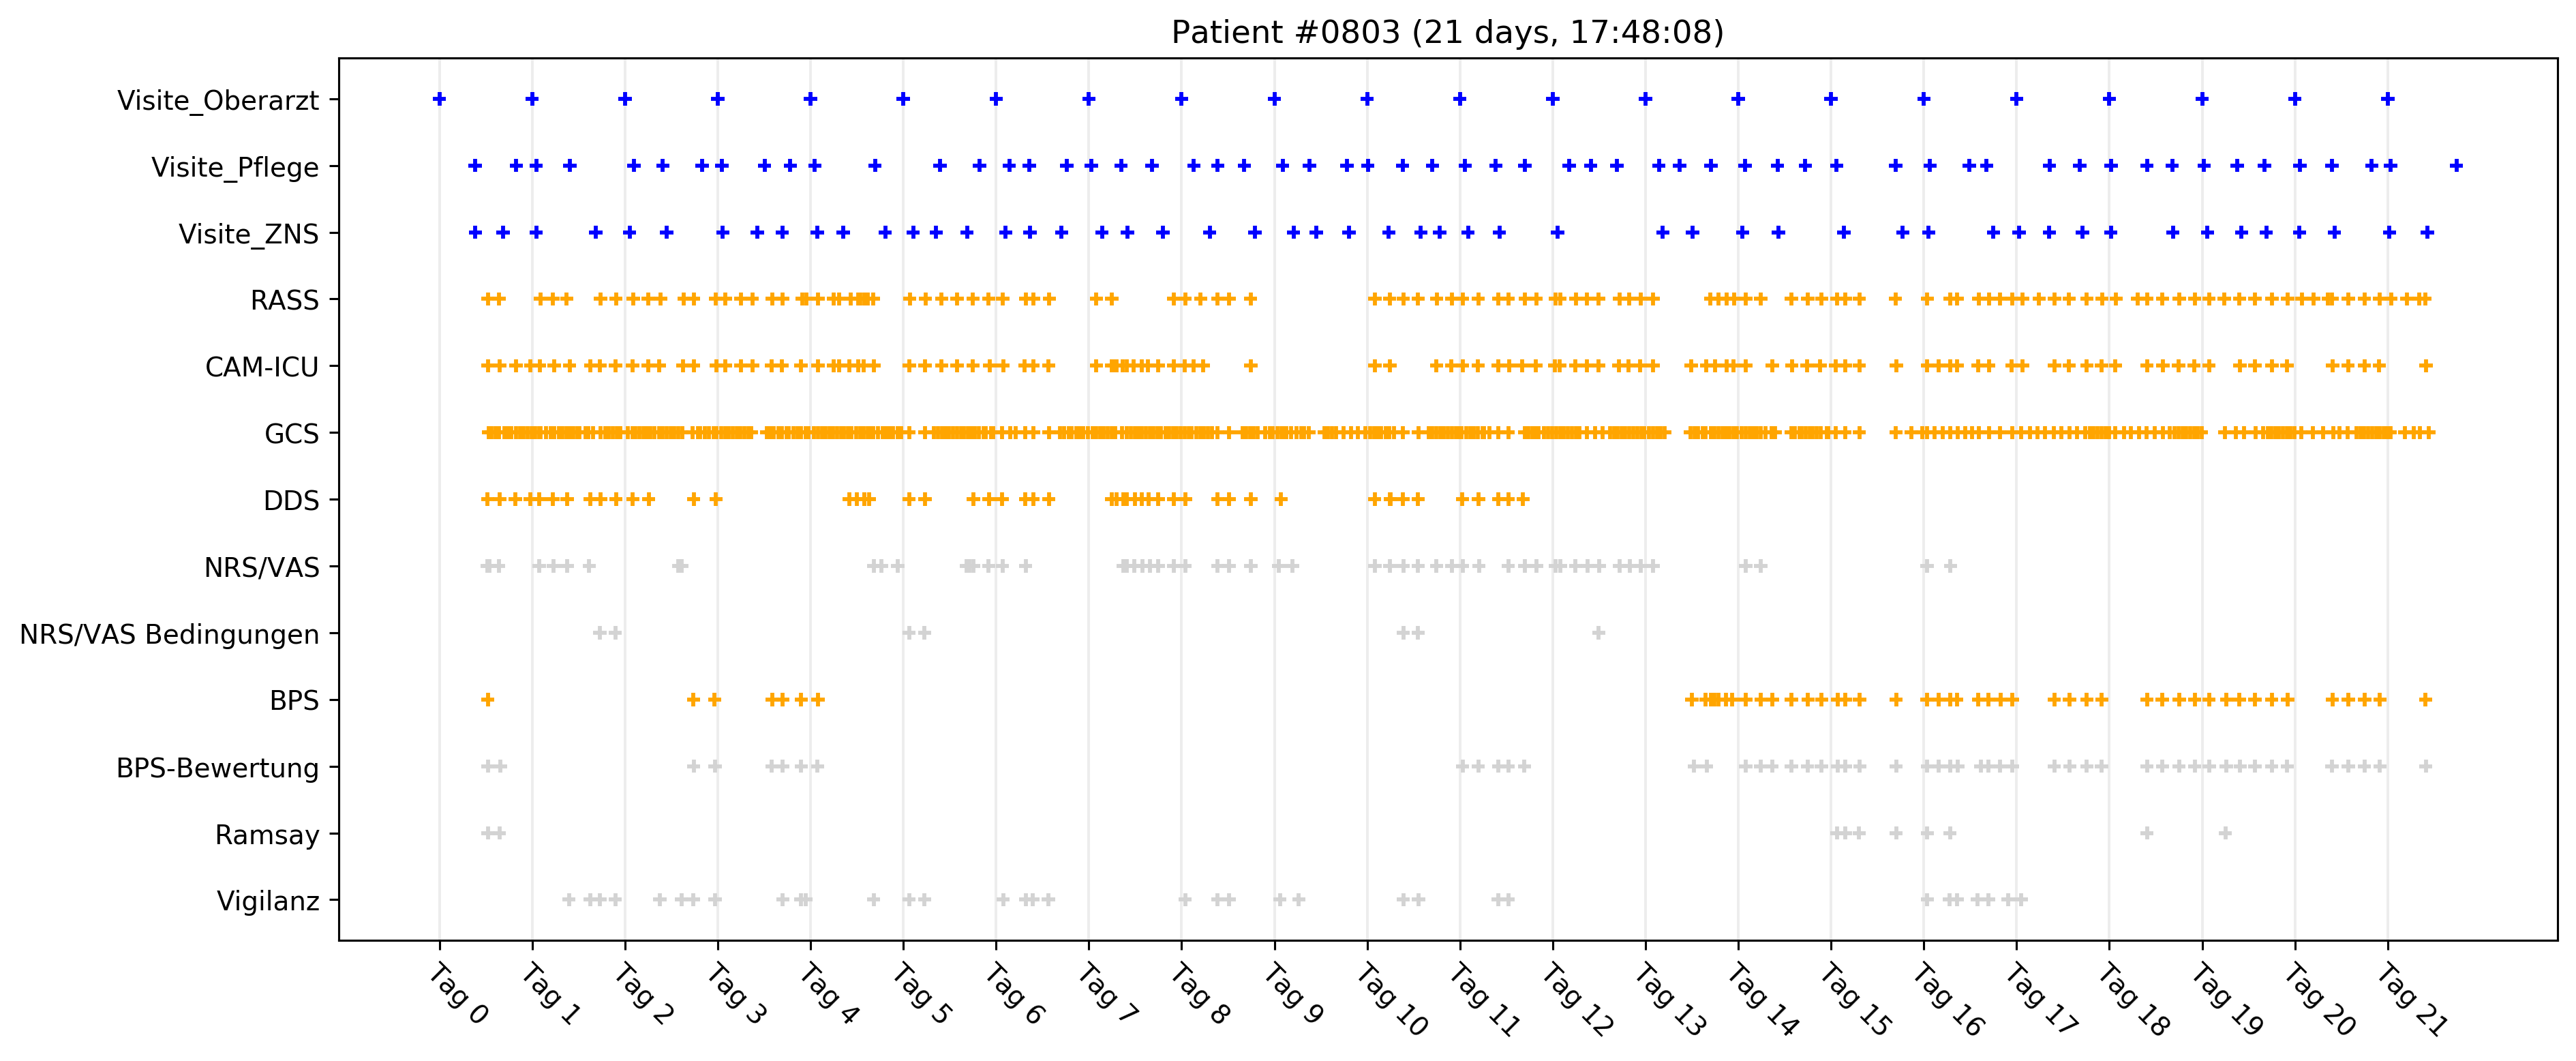 Patient #0803 (21 days, 17:48:08)
Visite_Oberarzt
Visite_Pflege
Visite_ZNS
RASS
CAM-ICU
GCS
DDS
NRS/VAS
NRS/VAS Bedingungen
BPS
BPS-Bewertung
Ramsay
Vigilanz
Tag 0
Tag 1
Tag 2
Tag 3
Tag 4
Tag 5
Tag 6
Tag 7
Tag 8
Tag 9
Tag 10
Tag 11
Tag 12
Tag 13
Tag 14
Tag 15
Tag 16
Tag 17
Tag 18
Tag 19
Tag 20
Tag 21